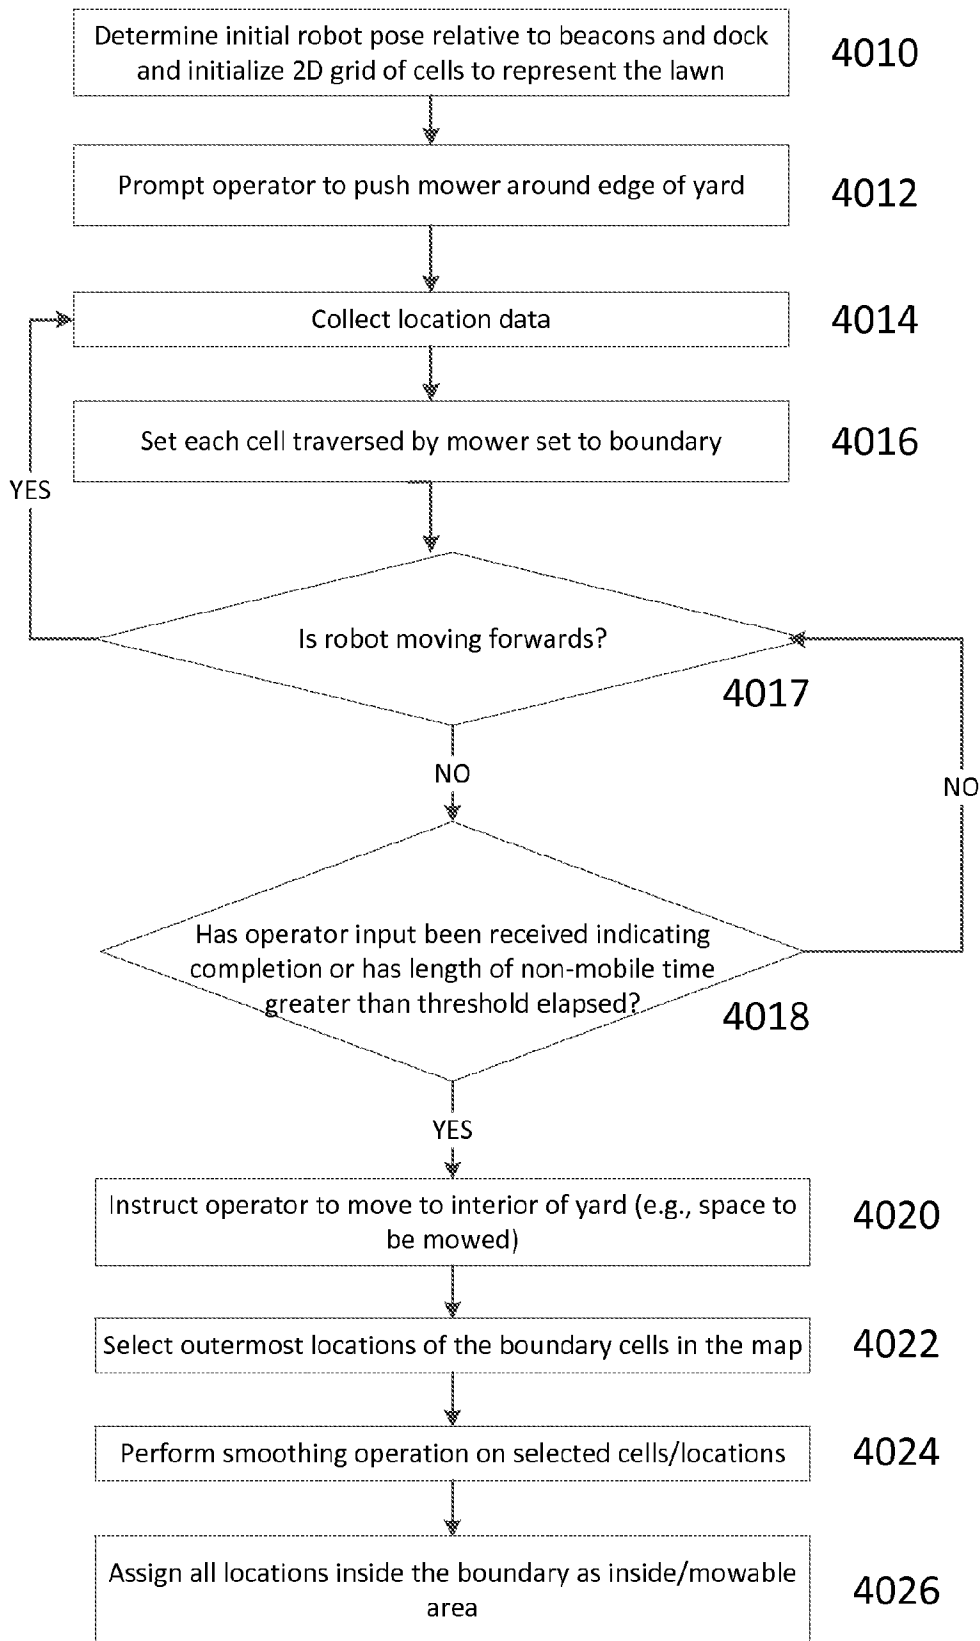 Determine initial robot pose relative to beacons and dock
and initialize 2D grid of cells to represent the lawn
4010
Prompt operator to push mower around edge of yard
4012
Collect location data
4014
Set each cell traversed by mower set to boundary
4016
YES
Is robot moving forwards?
4017
NO
NO
Has operator input been received indicating
completion or has length of non-mobile time
greater than threshold elapsed?
4018
YES
Instruct operator to move to interior of yard (e.g., space to
be mowed)
4020
Select outermost locations of the boundary cells in the map
4022
Perform smoothing operation on selected cells/locations
4024
Assign all locations inside the boundary as inside/mowable
area
4026